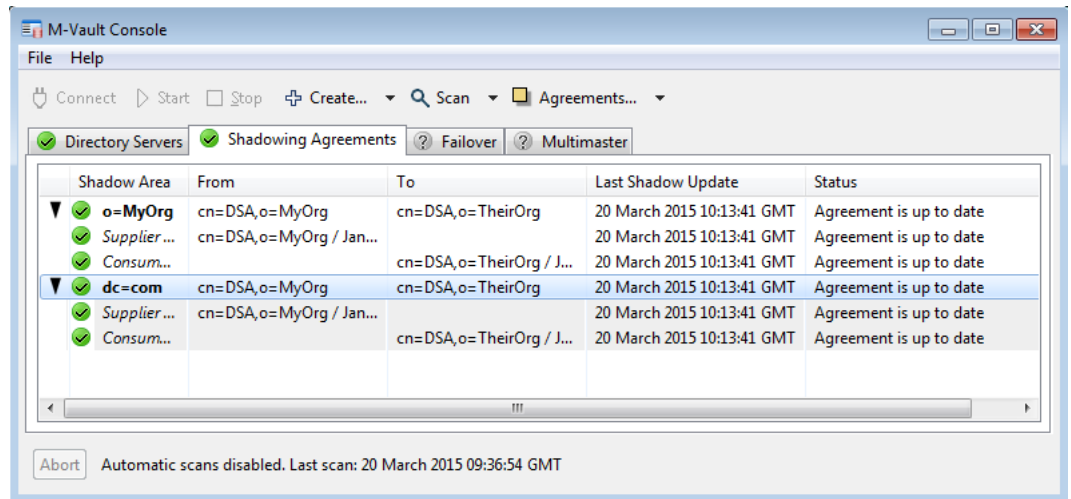 M-Vault Console
File Help
Connect Start Stop Create... Scan Agreements...
Directory Servers Shadowing Agreements Failover Multimaster
Shadow Area From To Last Shadow Update Status
o=MyOrg cn=DSA,o=MyOrg cn=DSA,o=TheirOrg 20 March 2015 10:13:41 GMT Agreement is up to date
Supplier ... cn=DSA,o=MyOrg / Jan... 20 March 2015 10:13:41 GMT Agreement is up to date
Consum... cn=DSA,o=TheirOrg / J... 20 March 2015 10:13:41 GMT Agreement is up to date
dc=com cn=DSA,o=MyOrg cn=DSA,o=TheirOrg 20 March 2015 10:13:41 GMT Agreement is up to date
Supplier ... cn=DSA,o=MyOrg / Jan... 20 March 2015 10:13:41 GMT Agreement is up to date
Consum... cn=DSA,o=TheirOrg / J... 20 March 2015 10:13:41 GMT Agreement is up to date
Abort Automatic scans disabled. Last scan: 20 March 2015 09:36:54 GMT